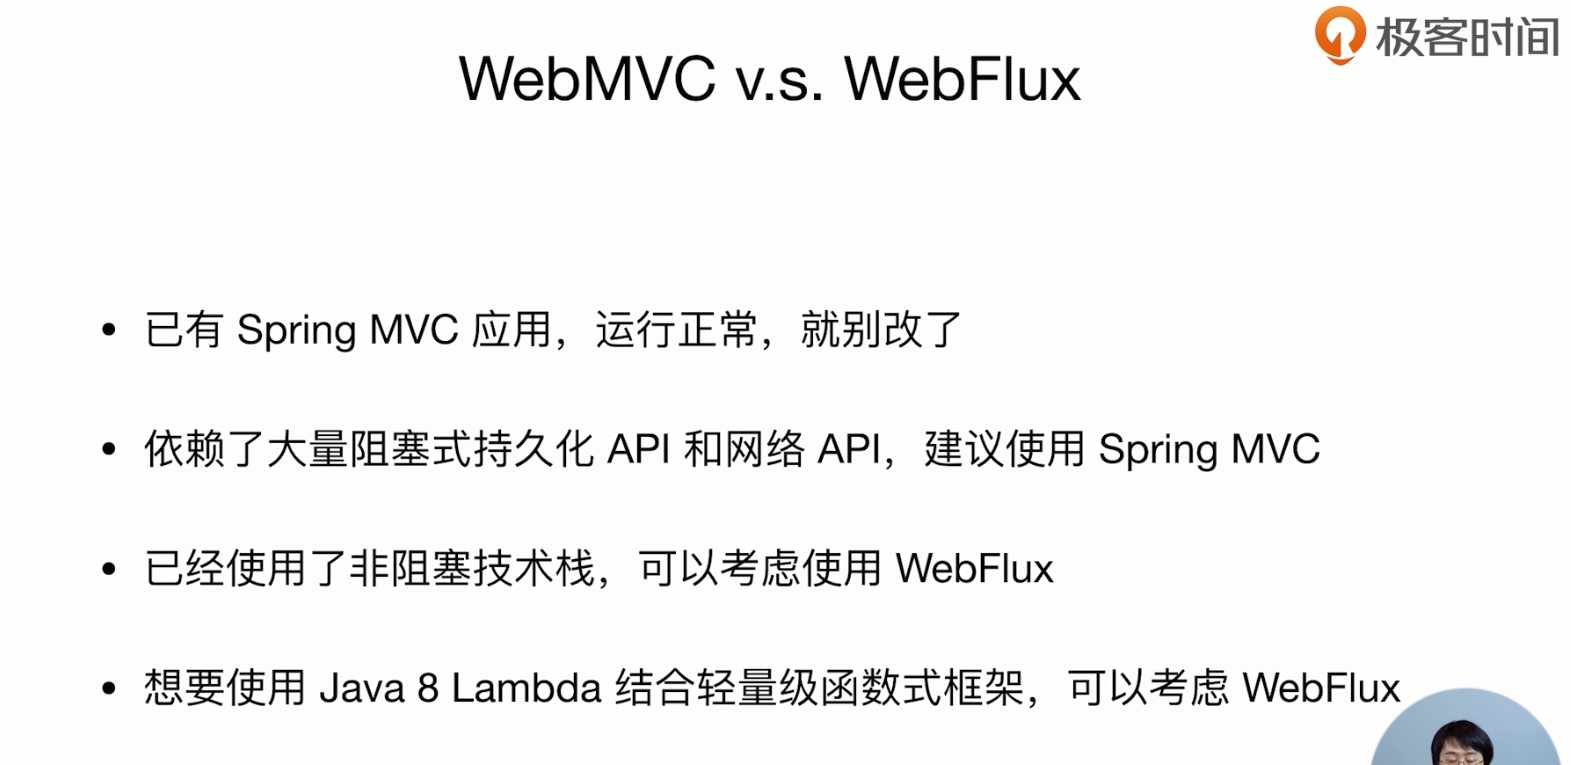 极客时间
WebMVC v.s. WebFlux
• 已有 Spring MVC 应用，运行正常，就别改了
• 依赖了大量阻塞式持久化 API 和网络 API，建议使用 Spring MVC
• 已经使用了非阻塞技术栈，可以考虑使用 WebFlux
• 想要使用 Java 8 Lambda 结合轻量级函数式框架，可以考虑 WebFlux